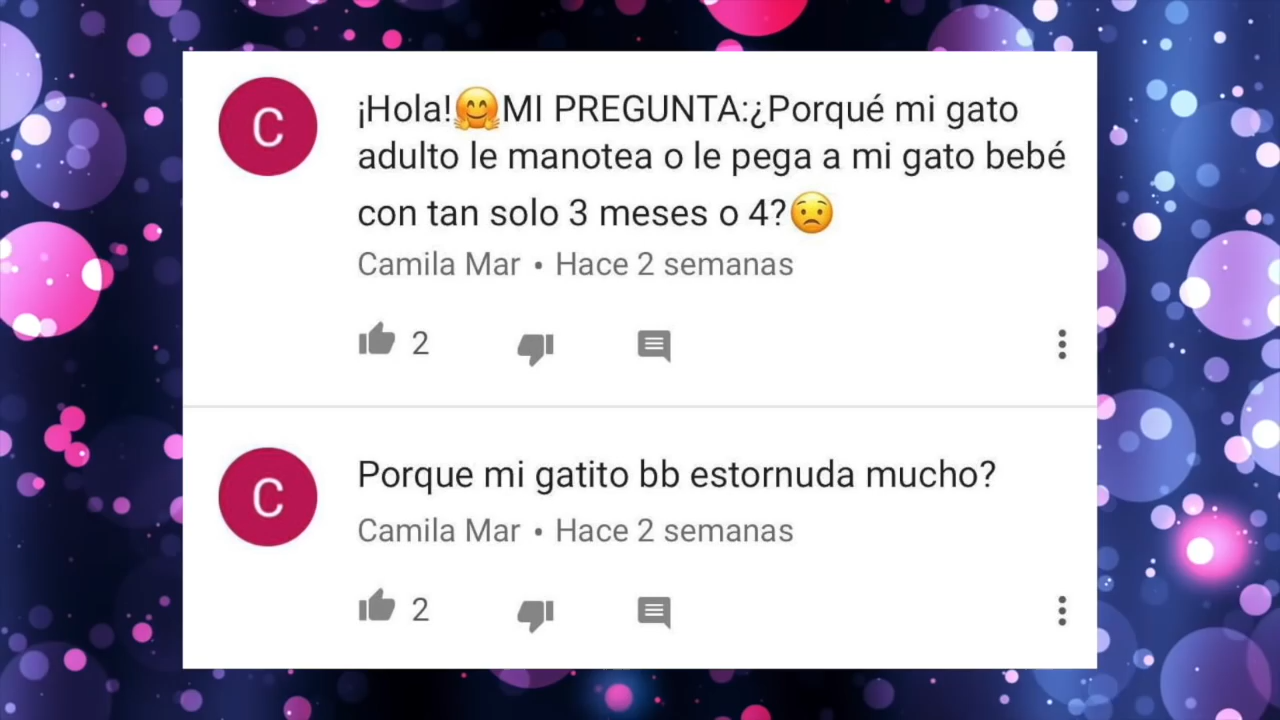 C
¡Hola!🤗MI PREGUNTA:¿Porqué mi gato
adulto le manotea o le pega a mi gato bebé
con tan solo 3 meses o 4?😟
Camila Mar • Hace 2 semanas
2
C
Porque mi gatito bb estornuda mucho?
Camila Mar • Hace 2 semanas
2